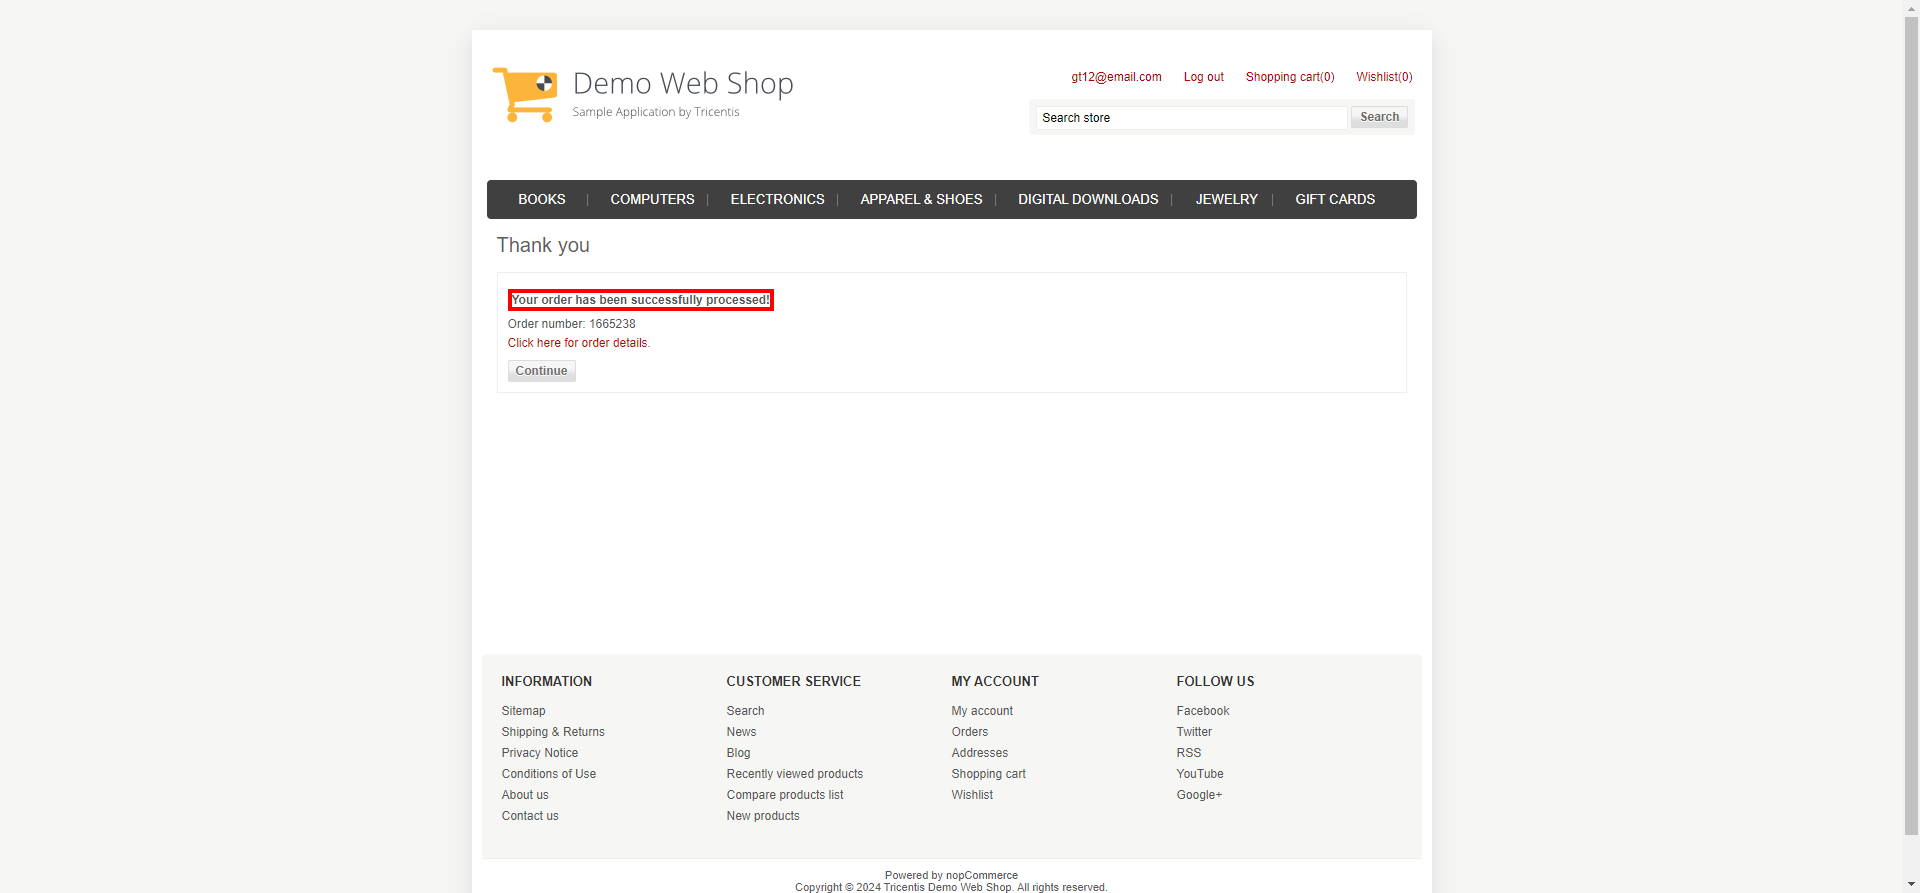 Demo Web Shop
Sample Application by Tricentis
gt12@email.com Log out Shopping cart(0) Wishlist(0)
Search store Search
BOOKS COMPUTERS ELECTRONICS APPAREL & SHOES DIGITAL DOWNLOADS JEWELRY GIFT CARDS
Thank you
Your order has been successfully processed!
Order number: 1665238
Click here for order details.
Continue
INFORMATION
Sitemap
Shipping & Returns
Privacy Notice
Conditions of Use
About us
Contact us
CUSTOMER SERVICE
Search
News
Blog
Recently viewed products
Compare products list
New products
MY ACCOUNT
My account
Orders
Addresses
Shopping cart
Wishlist
FOLLOW US
Facebook
Twitter
RSS
YouTube
Google+
Powered by nopCommerce
Copyright © 2024 Tricentis Demo Web Shop. All rights reserved.